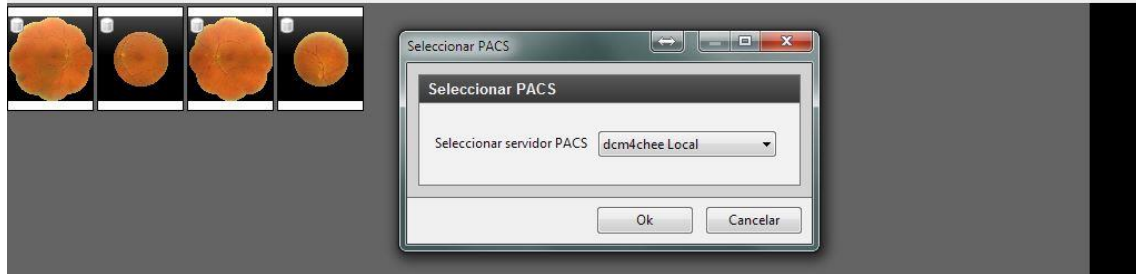 Seleccionar PACS
Seleccionar PACS
Seleccionar servidor PACS dcm4chee Local
Ok Cancelar